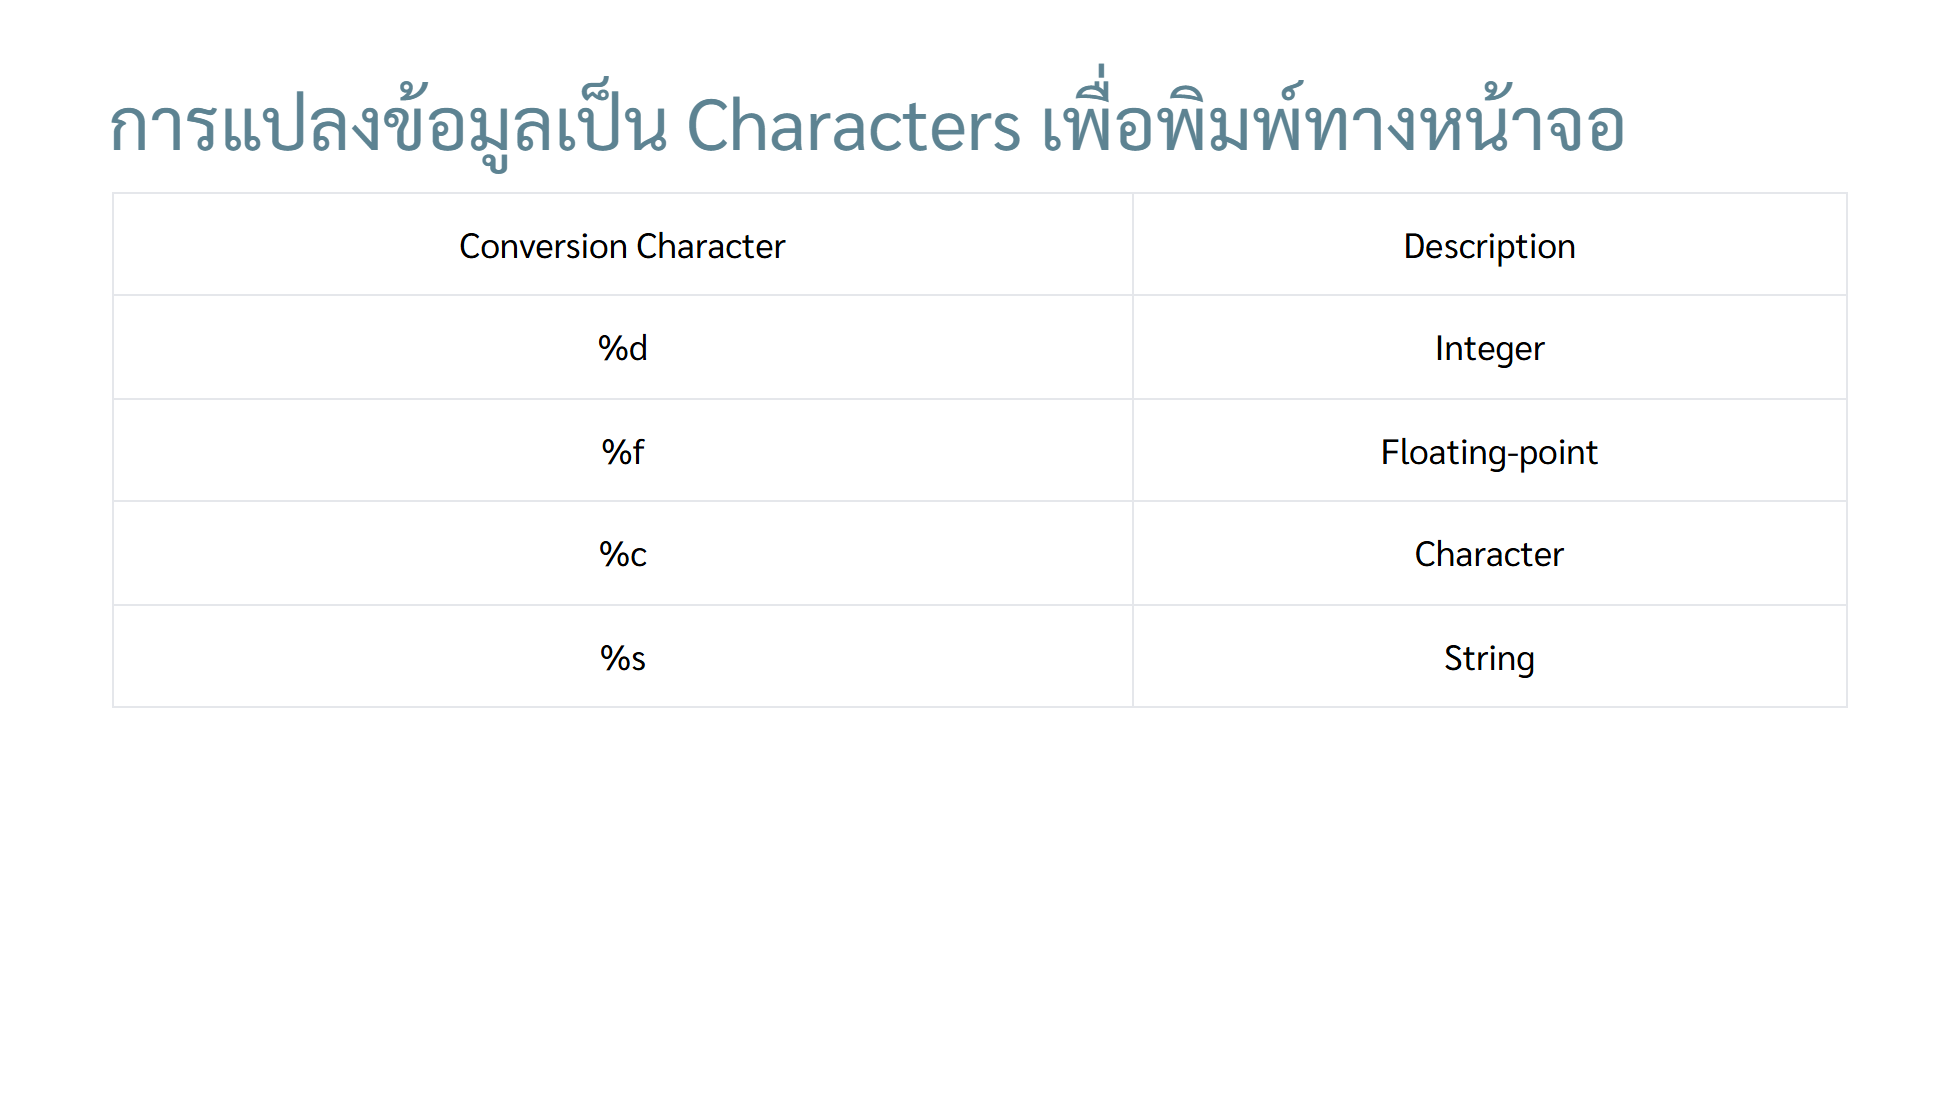 การแปลงข้อมูลเป็น Characters เพื่อพิมพ์ทางหน้าจอ
Conversion Character Description
%d Integer
%f Floating-point
%c Character
%s String